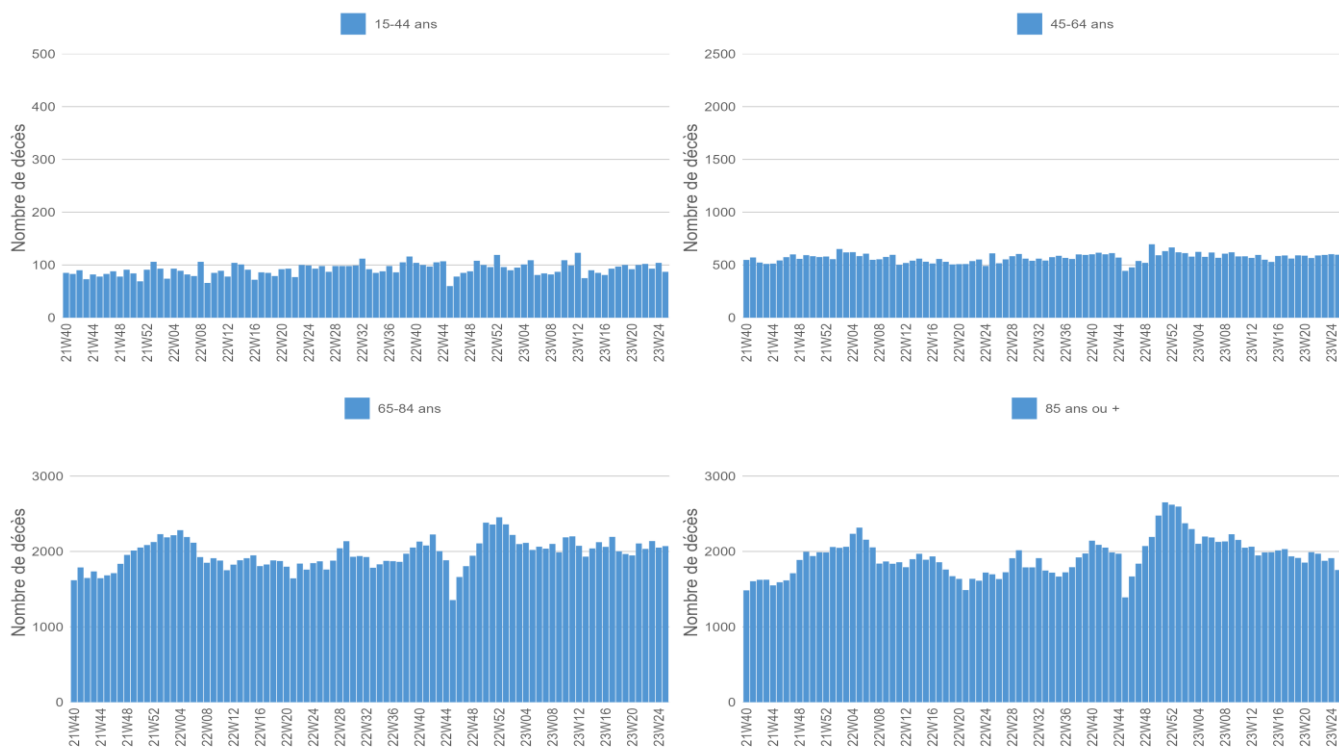 15-44 ans
Nombre de décès
500
400
300
200
100
0
21W40
21W44
21W48
21W52
22W04
22W08
22W12
22W16
22W20
22W24
22W28
22W32
22W36
22W40
22W44
22W48
22W52
23W04
23W08
23W12
23W16
23W20
23W24
45-64 ans
Nombre de décès
2500
2000
1500
1000
500
0
21W40
21W44
21W48
21W52
22W04
22W08
22W12
22W16
22W20
22W24
22W28
22W32
22W36
22W40
22W44
22W48
22W52
23W04
23W08
23W12
23W16
23W20
23W24
65-84 ans
Nombre de décès
3000
2000
1000
0
21W40
21W44
21W48
21W52
22W04
22W08
22W12
22W16
22W20
22W24
22W28
22W32
22W36
22W40
22W44
22W48
22W52
23W04
23W08
23W12
23W16
23W20
23W24
85 ans ou +
Nombre de décès
3000
2000
1000
0
21W40
21W44
21W48
21W52
22W04
22W08
22W12
22W16
22W20
22W24
22W28
22W32
22W36
22W40
22W44
22W48
22W52
23W04
23W08
23W12
23W16
23W20
23W24